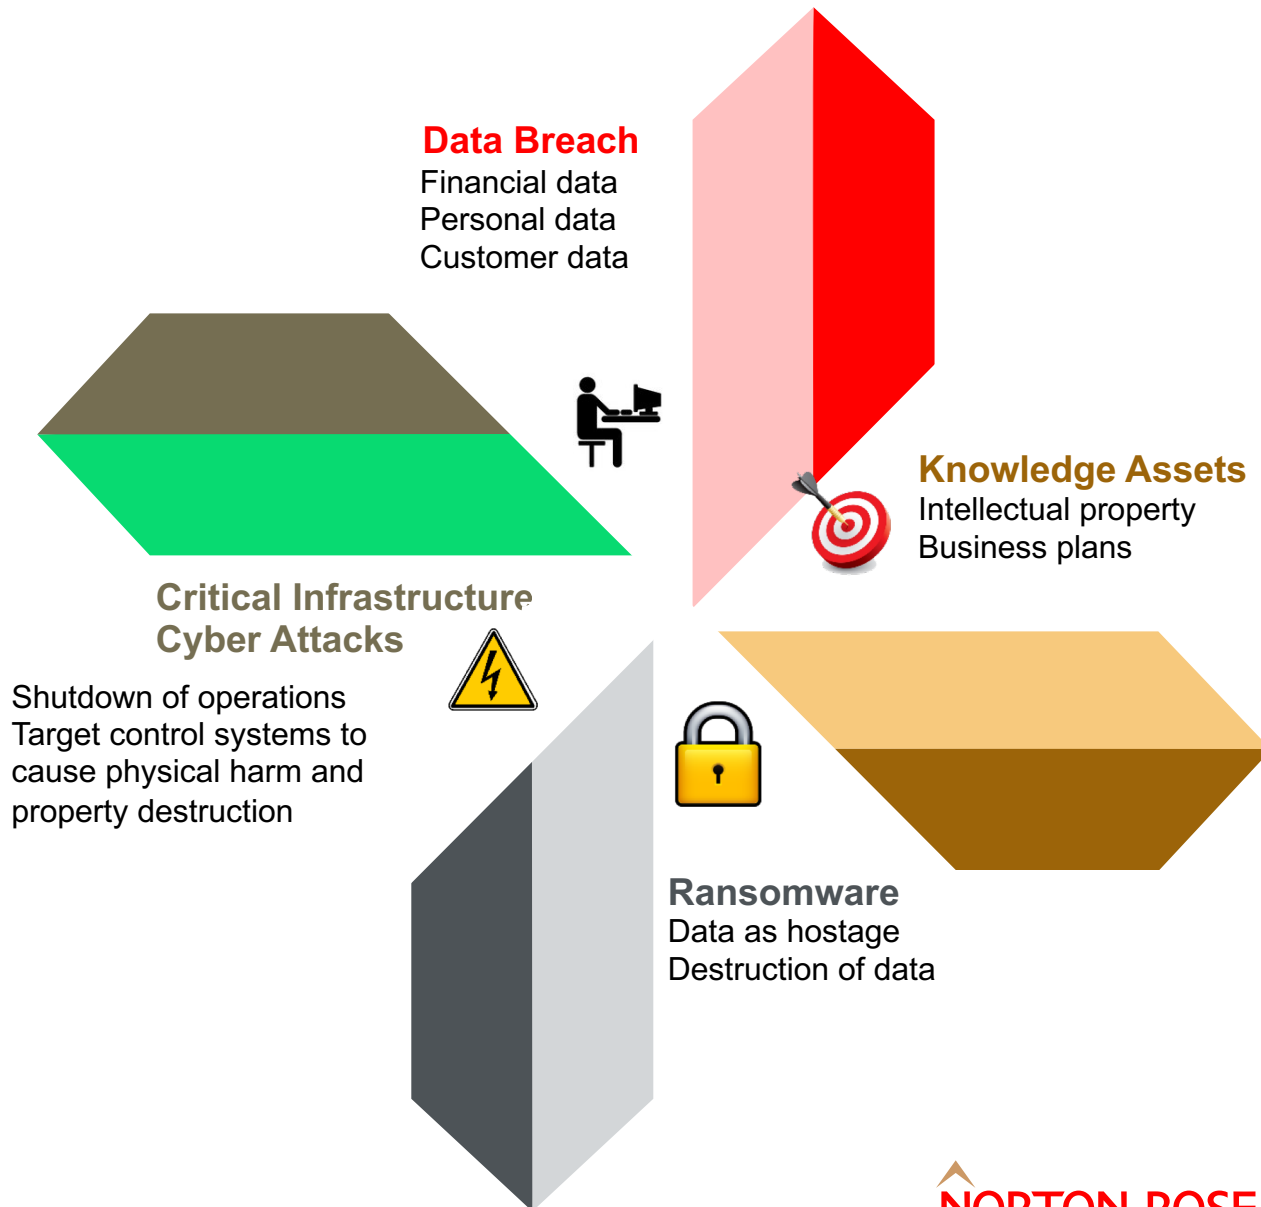 Data Breach
Financial data
Personal data
Customer data
Knowledge Assets
Intellectual property
Business plans
Critical Infrastructure
Cyber Attacks
Shutdown of operations
Target control systems to
cause physical harm and
property destruction
Ransomware
Data as hostage
Destruction of data
NORTON ROSE